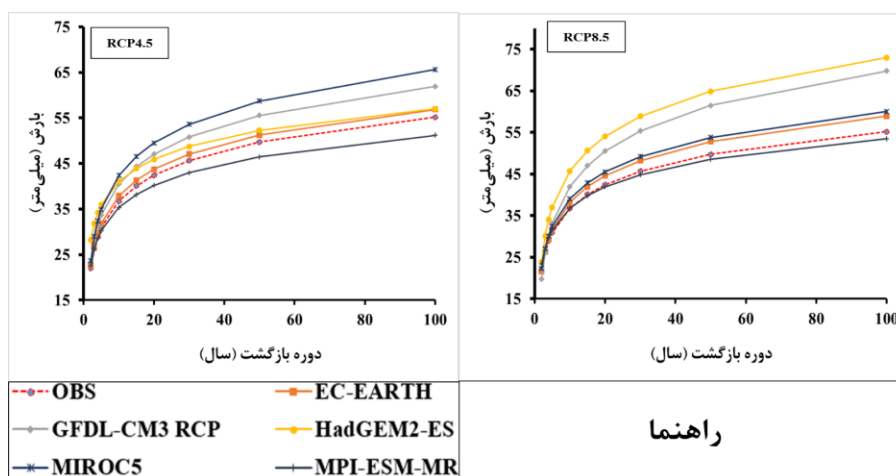 RCP4.5
65
55
45
35
25
15
بارش (میلی‌متر)
0 20 40 60 80 100
دوره بازگشت (سال)
RCP8.5
75
65
55
45
35
25
15
بارش (میلی‌متر)
0 20 40 60 80 100
دوره بازگشت (سال)
OBS EC-EARTH
GFDL-CM3 RCP HadGEM2-ES
MIROC5 MPI-ESM-MR
راهنما